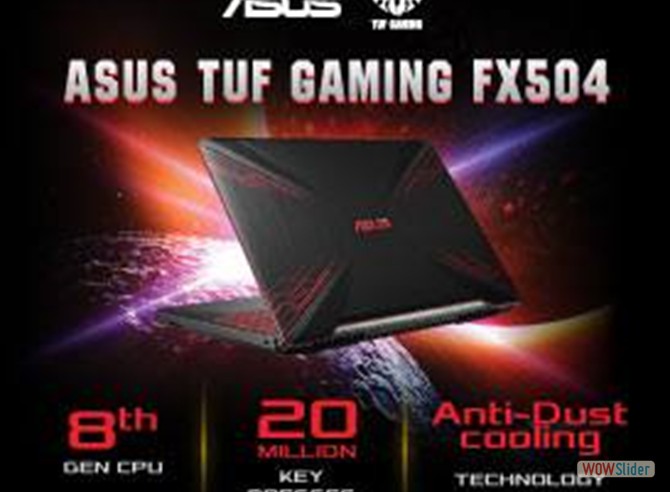 ASUS
TUF GAMING
ASUS TUF GAMING FX504
ASUS
8th
GEN CPU
20
MILLION
KEY
Anti-Dust
cooling
TECHNOLOGY
WOWSlider